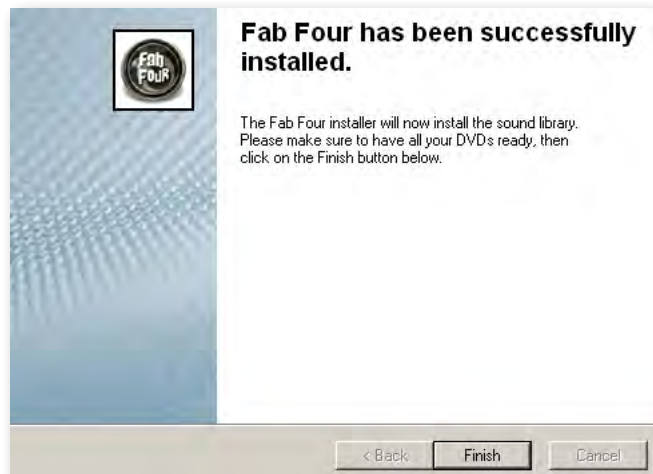 Fab
FouR
Fab Four has been successfully
installed.
The Fab Four installer will now install the sound library.
Please make sure to have all your DVDs ready, then
click on the Finish button below.
< Back
Finish
Cancel